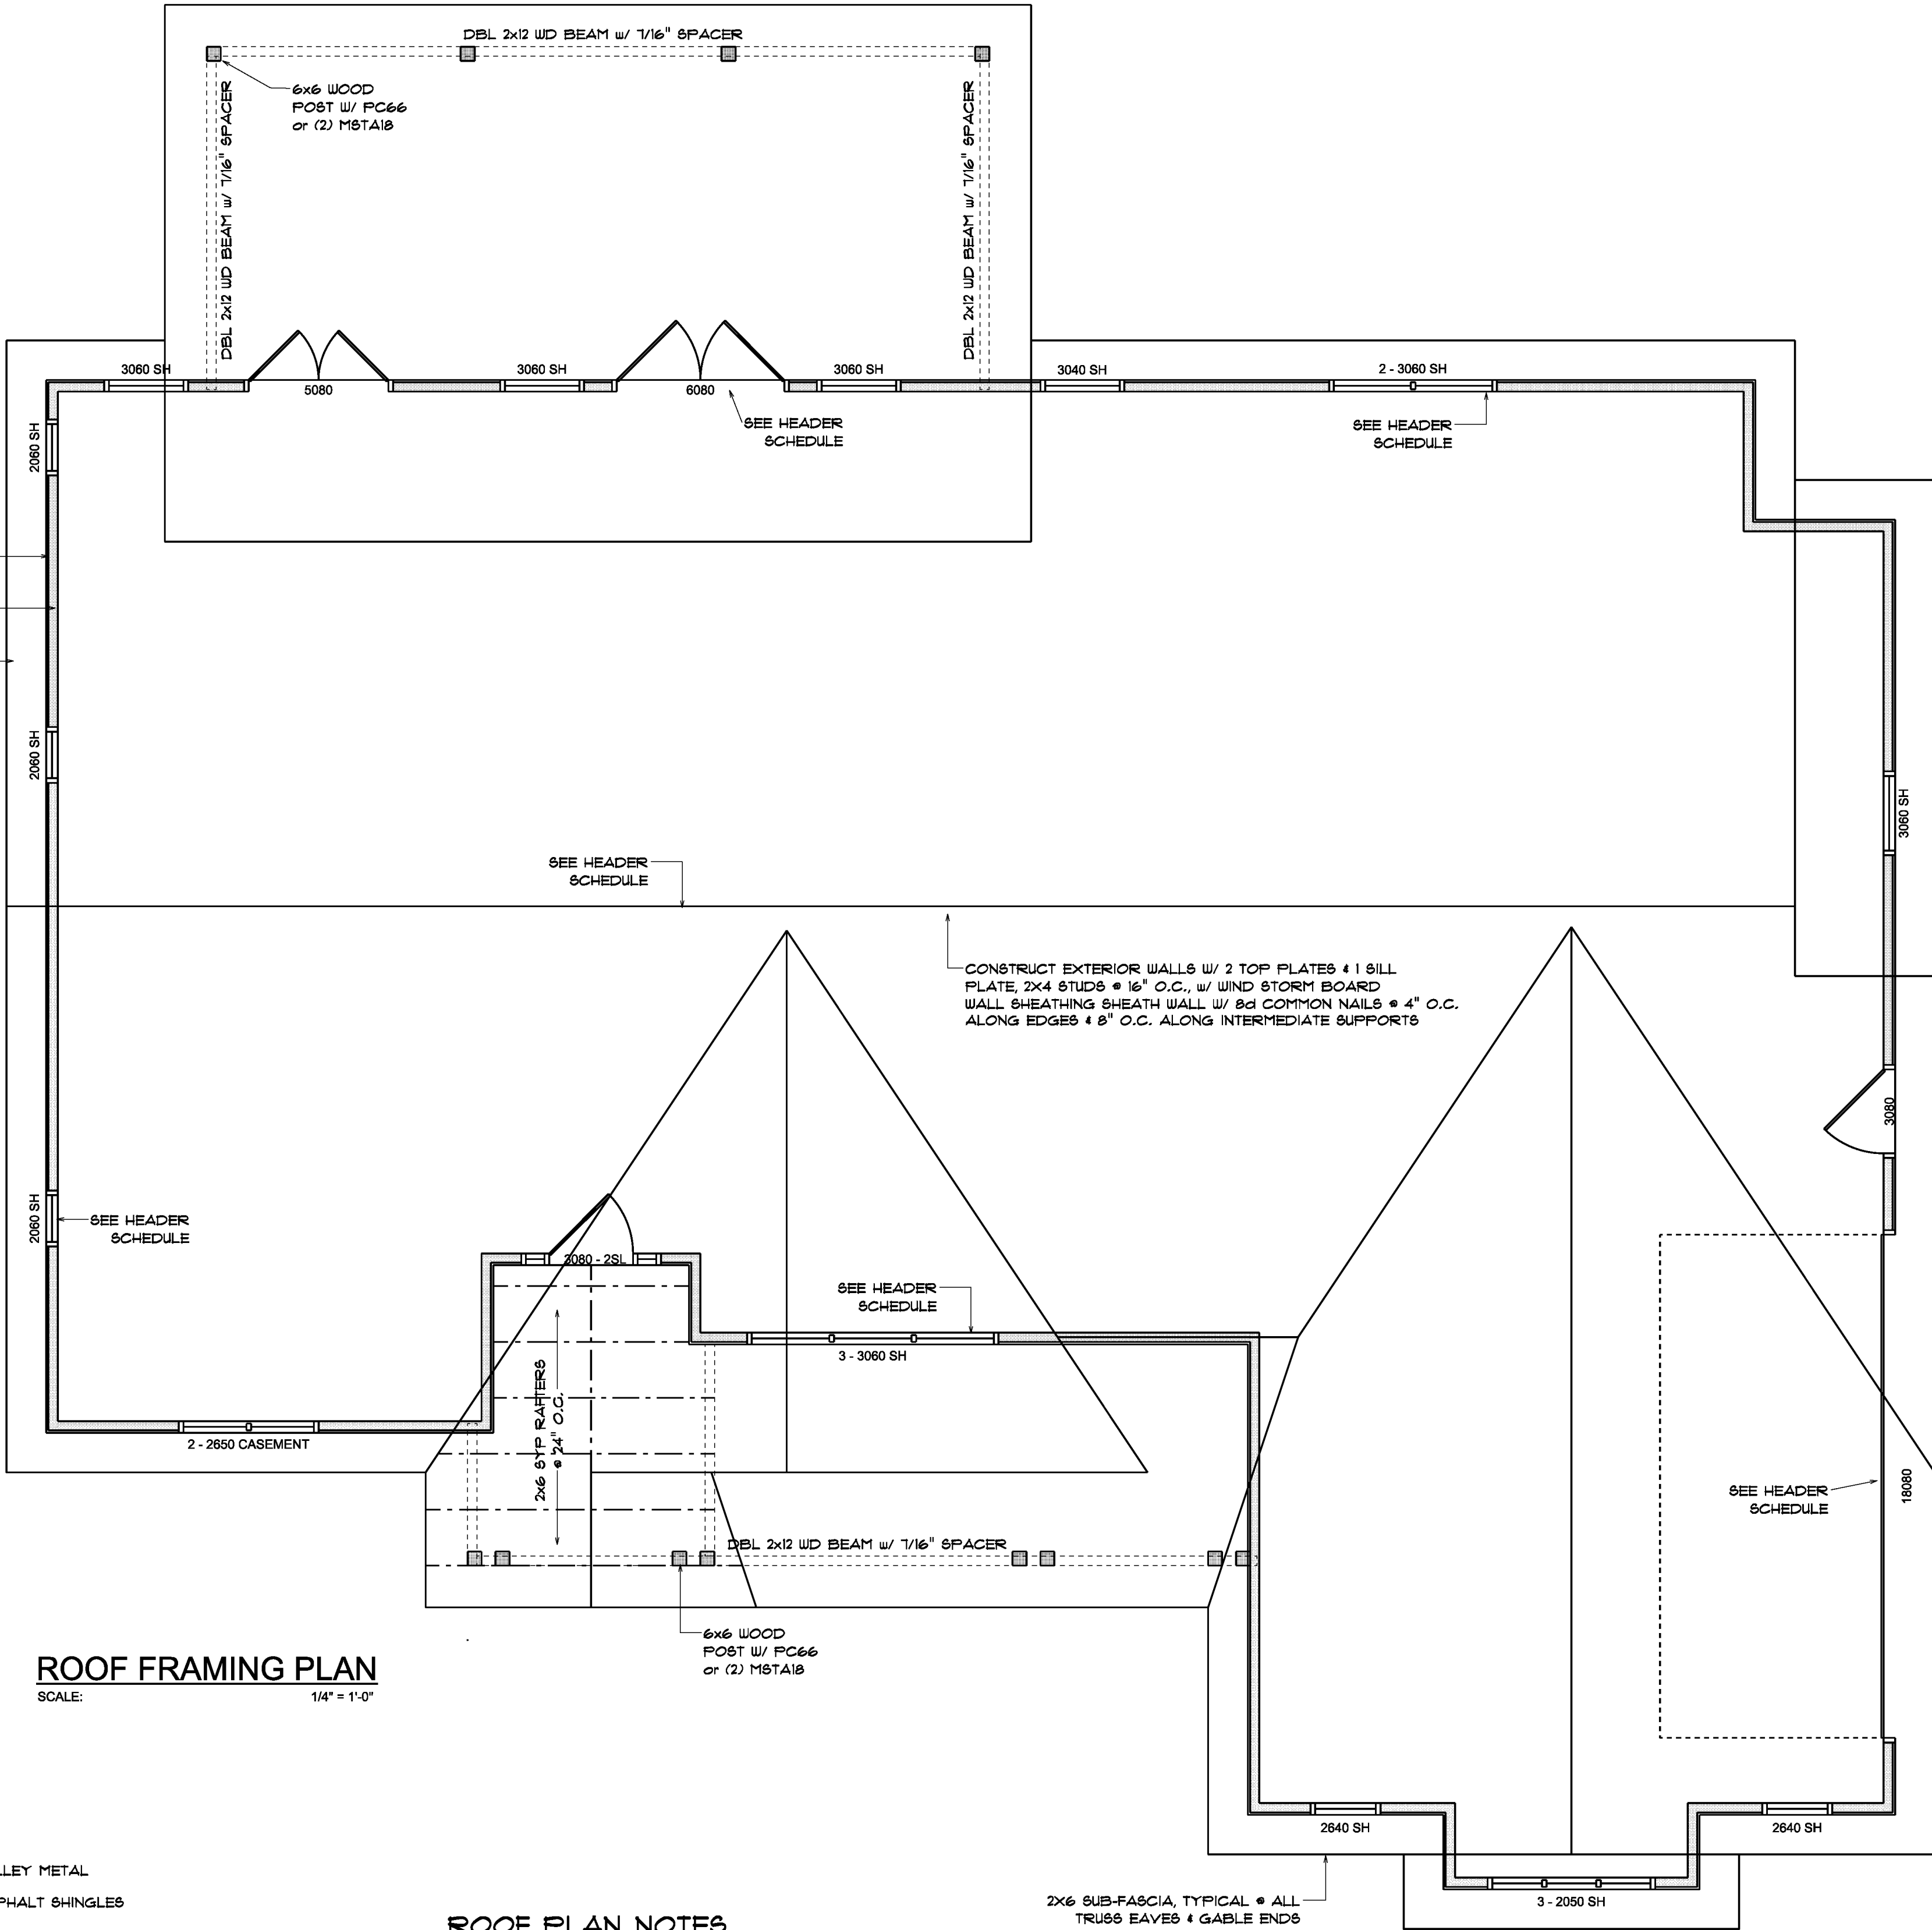 DBL 2x12 WD BEAM w/ 7/16" SPACER
6x6 WOOD
POST W/ PC66
or (2) MSTA18
DBL 2x12 WD BEAM w/ 7/16" SPACER
DBL 2x12 WD BEAM w/ 7/16" SPACER
3060 SH
5080
3060 SH
6080
3060 SH
3040 SH
2 - 3060 SH
SEE HEADER
SCHEDULE
SEE HEADER
SCHEDULE
2060 SH
2060 SH
3060 SH
SEE HEADER
SCHEDULE
CONSTRUCT EXTERIOR WALLS W/ 2 TOP PLATES & 1 SILL
PLATE, 2X4 STUDS @ 16" O.C., w/ WIND STORM BOARD
WALL SHEATHING SHEATH WALL W/ 8d COMMON NAILS @ 4" O.C.
ALONG EDGES & 8" O.C. ALONG INTERMEDIATE SUPPORTS
3080
2060 SH
SEE HEADER
SCHEDULE
3080 - 2SL
SEE HEADER
SCHEDULE
3 - 3060 SH
2x6 SYP RAFTERS
@ 24" O.C.
2 - 2650 CASEMENT
SEE HEADER
SCHEDULE
18080
DBL 2x12 WD BEAM w/ 7/16" SPACER
6x6 WOOD
POST W/ PC66
or (2) MSTA18
ROOF FRAMING PLAN
SCALE: 1/4" = 1'-0"
2640 SH
2640 SH
LLEY METAL
PHALT SHINGLES
2X6 SUB-FASCIA, TYPICAL @ ALL
TRUSS EAVES & GABLE ENDS
3 - 2050 SH
ROOF PLAN NOTES